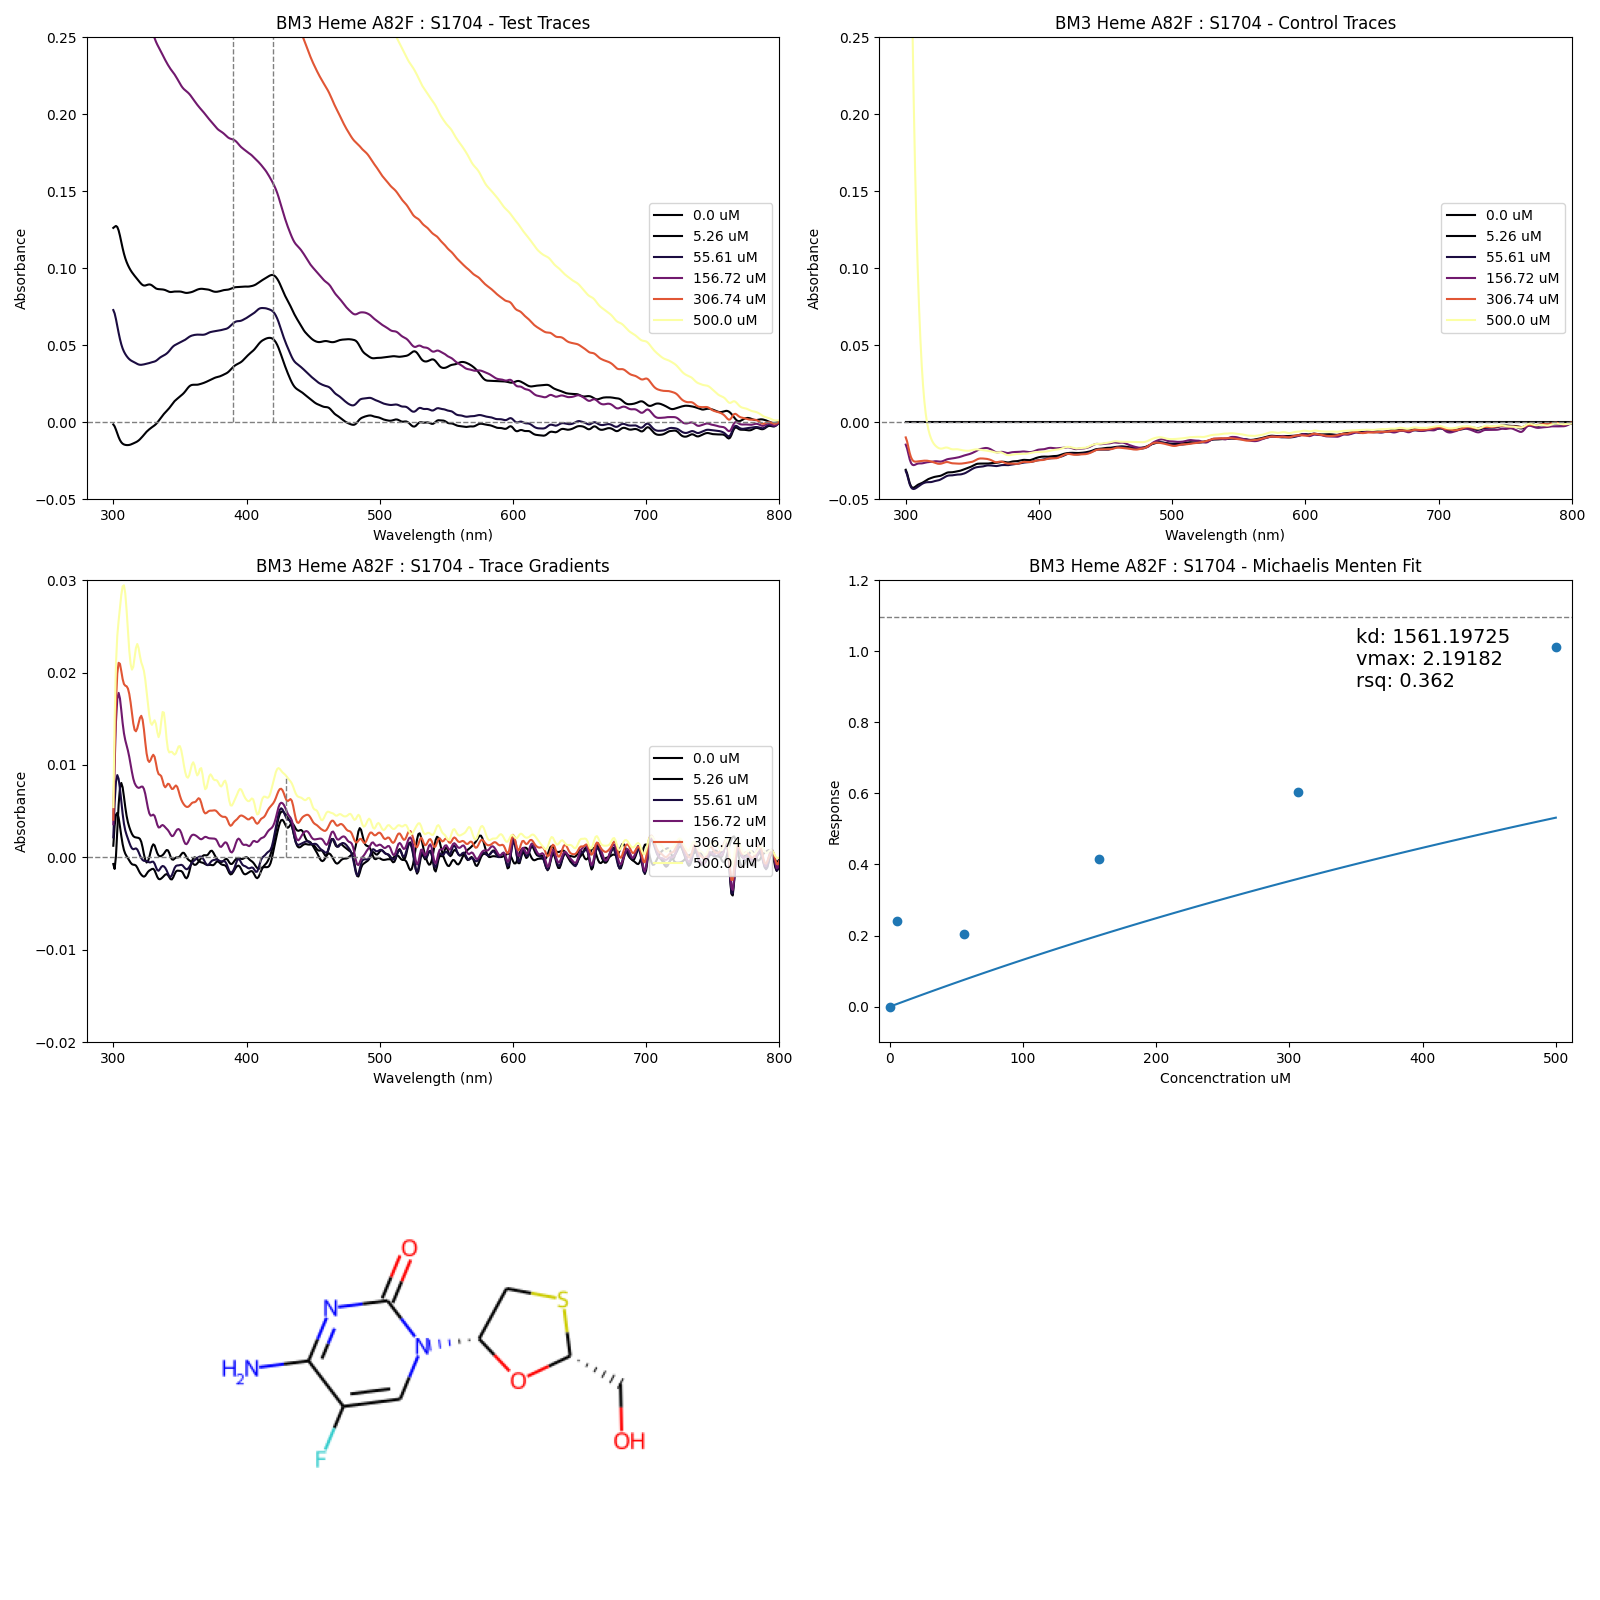 BM3 Heme A82F : S1704 - Test Traces
0.25
0.20
0.15
0.10
0.05
0.00
−0.05
Absorbance
300 400 500 600 700 800
Wavelength (nm)
0.0 uM
5.26 uM
55.61 uM
156.72 uM
306.74 uM
500.0 uM
BM3 Heme A82F : S1704 - Control Traces
0.25
0.20
0.15
0.10
0.05
0.00
−0.05
Absorbance
300 400 500 600 700 800
Wavelength (nm)
0.0 uM
5.26 uM
55.61 uM
156.72 uM
306.74 uM
500.0 uM
BM3 Heme A82F : S1704 - Trace Gradients
0.03
0.02
0.01
0.00
−0.01
−0.02
Absorbance
300 400 500 600 700 800
Wavelength (nm)
0.0 uM
5.26 uM
55.61 uM
156.72 uM
306.74 uM
500.0 uM
BM3 Heme A82F : S1704 - Michaelis Menten Fit
1.2
1.0
0.8
0.6
0.4
0.2
0.0
Response
kd: 1561.19725
vmax: 2.19182
rsq: 0.362
0 100 200 300 400 500
Concenctration uM
O
N
S
N
H2N
O
OH
F